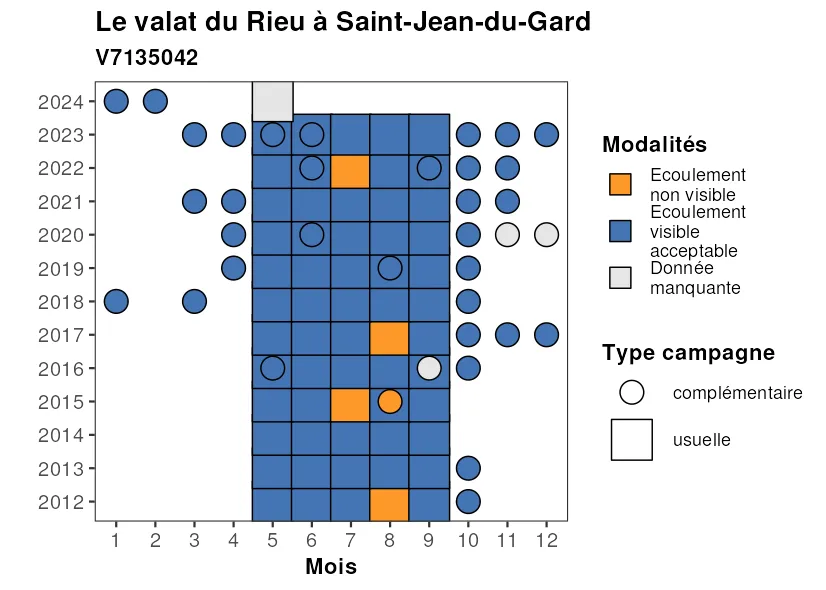 Le valat du Rieu à Saint-Jean-du-Gard
V7135042
2024
2023
2022
2021
2020
2019
2018
2017
2016
2015
2014
2013
2012
1 2 3 4 5 6 7 8 9 10 11 12
Mois
Modalités
Ecoulement
non visible
Ecoulement
visible
acceptable
Donnée
manquante
Type campagne
complémentaire
usuelle